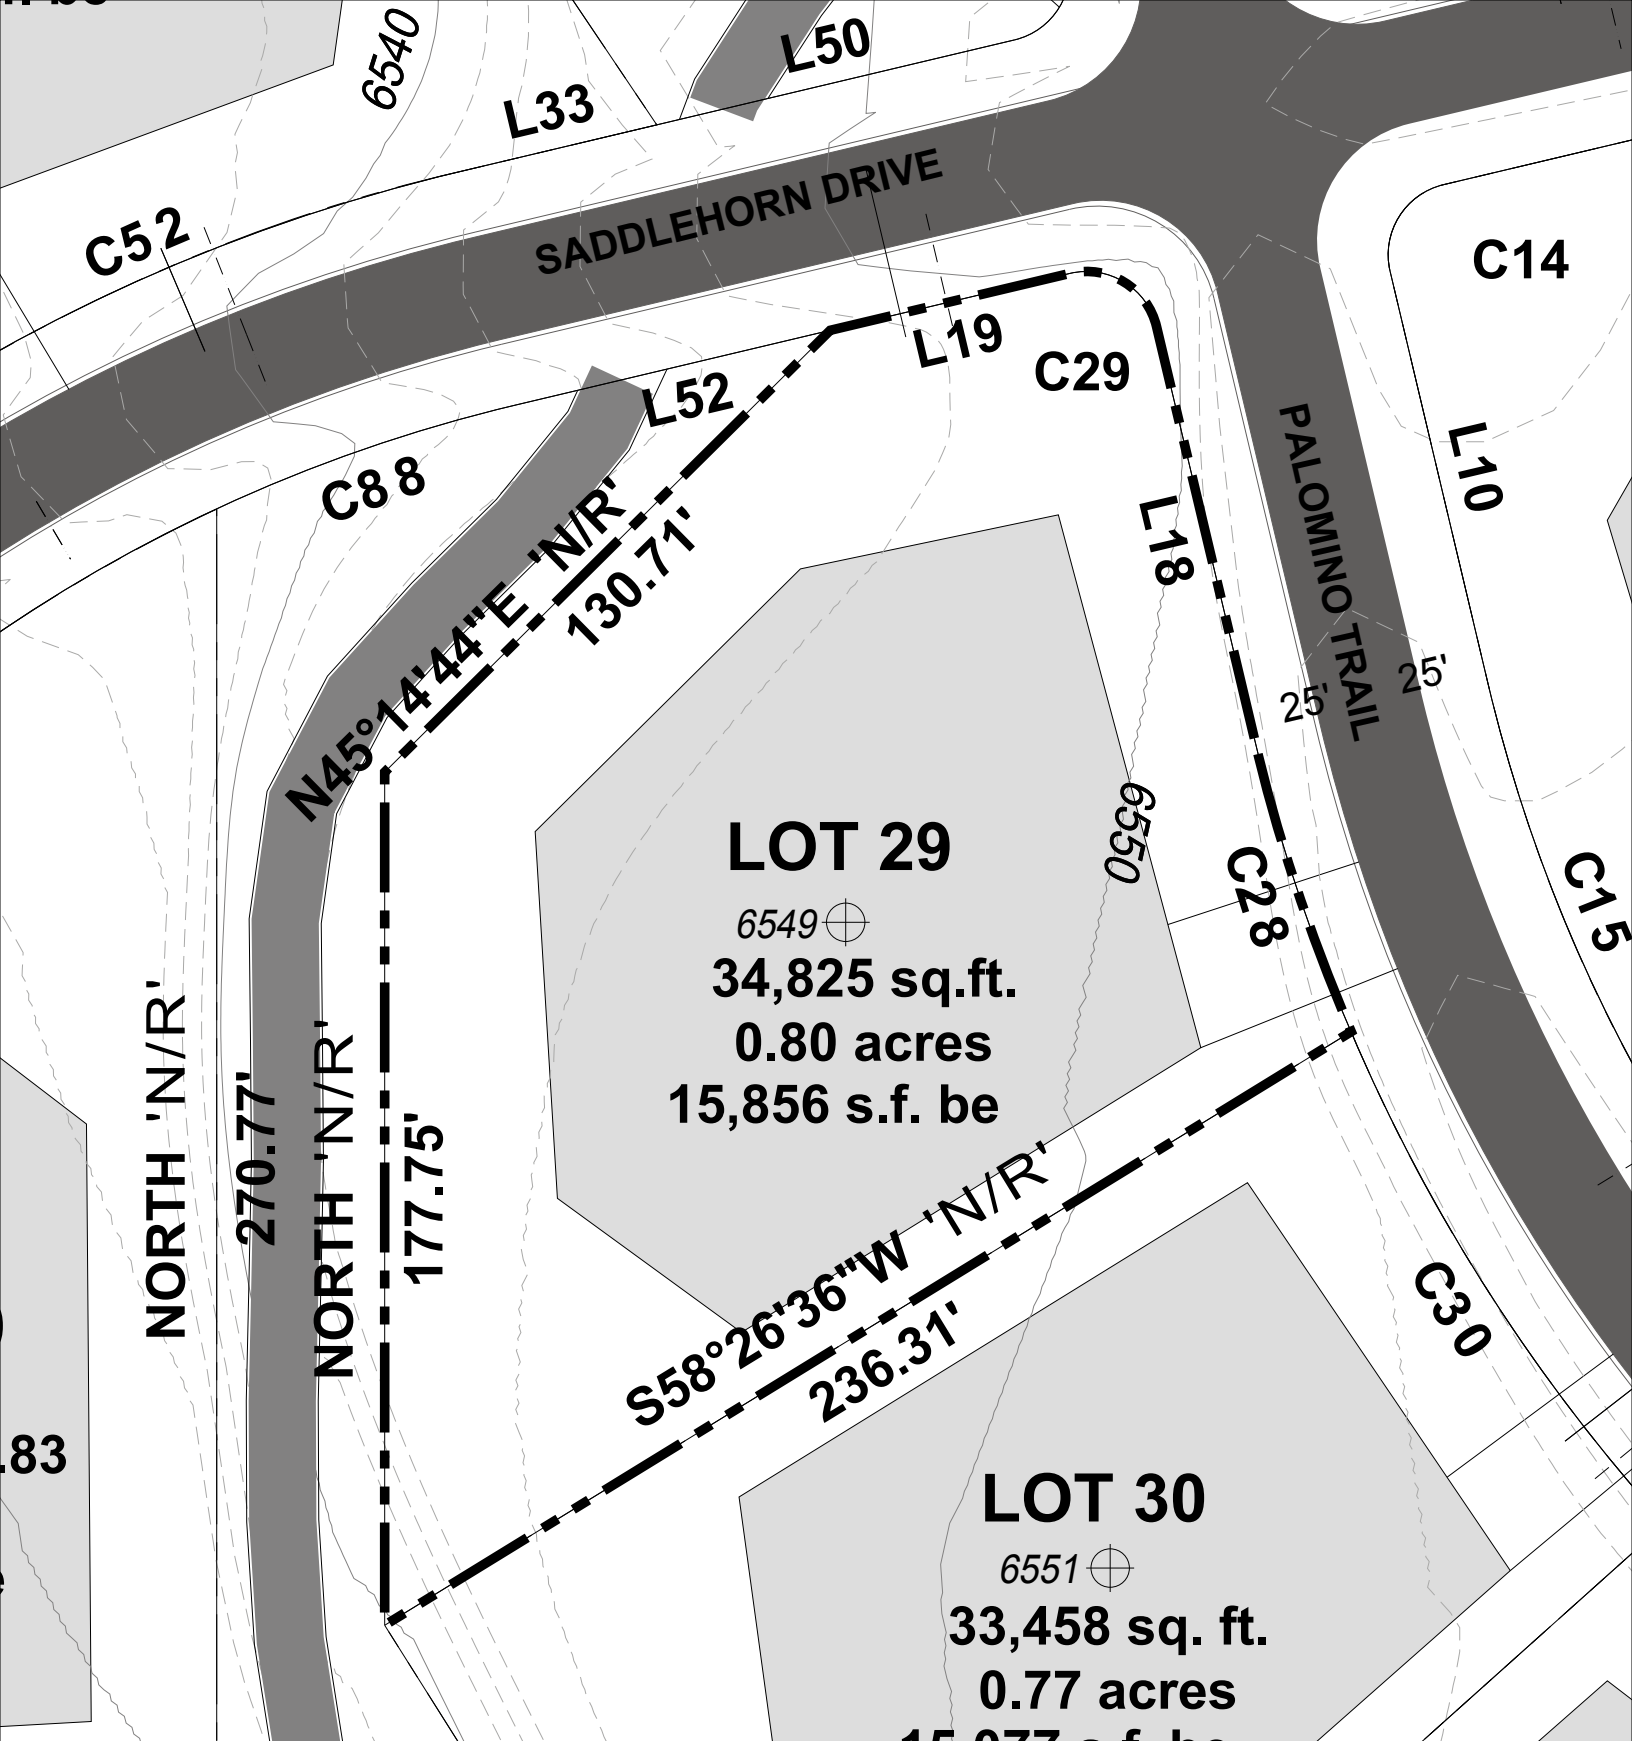 6540
L50
L33
C52
SADDLEHORN DRIVE
C14
L19
C29
L52
PALOMINO TRAIL
L10
C88
L18
N45°14'44"E 'N/R'
130.71'
25'
25'
6550
LOT 29
6549
34,825 sq.ft.
0.80 acres
15,856 s.f. be
C28
C15
NORTH 'N/R'
270.77'
NORTH 'N/R'
177.75'
S58°26'36"W 'N/R'
236.31'
C30
.83
LOT 30
6551
33,458 sq. ft.
0.77 acres